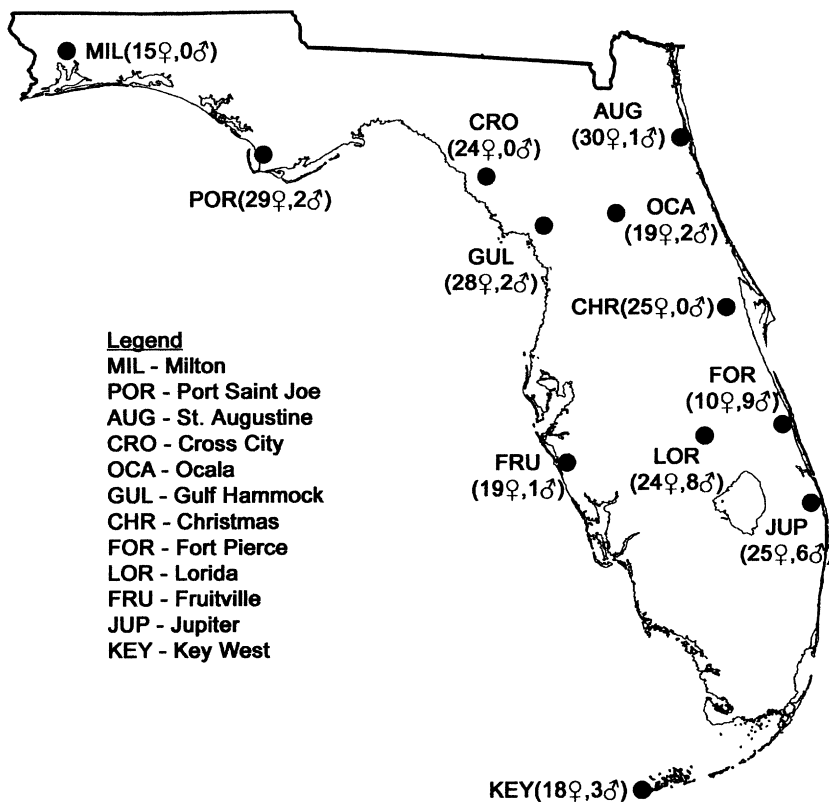 MIL(15♀,0♂)
CRO
(24♀,0♂)
AUG
(30♀,1♂)
POR(29♀,2♂)
OCA
(19♀,2♂)
GUL
(28♀,2♂)
CHR(25♀,0♂)
Legend
MIL - Milton
POR - Port Saint Joe
AUG - St. Augustine
CRO - Cross City
OCA - Ocala
GUL - Gulf Hammock
CHR - Christmas
FOR - Fort Pierce
LOR - Lorida
FRU - Fruitville
JUP - Jupiter
KEY - Key West
FOR
(10♀,9♂)
FRU
(19♀,1♂)
LOR
(24♀,8♂)
JUP
(25♀,6♂)
KEY(18♀,3♂)